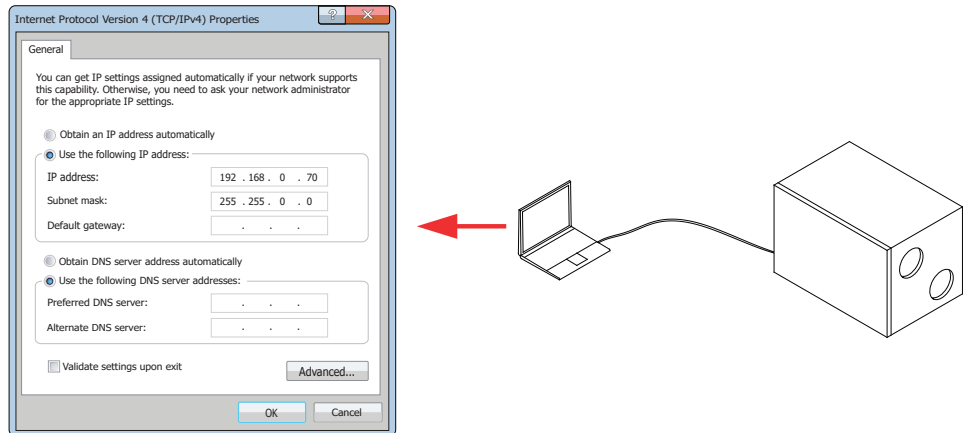 Internet Protocol Version 4 (TCP/IPv4) Properties
?
X
General
You can get IP settings assigned automatically if your network supports
this capability. Otherwise, you need to ask your network administrator
for the appropriate IP settings.
Obtain an IP address automatically
Use the following IP address:
IP address: 192 . 168 . 0 . 70
Subnet mask: 255 . 255 . 0 . 0
Default gateway: . . .
Obtain DNS server address automatically
Use the following DNS server addresses:
Preferred DNS server: . . .
Alternate DNS server: . . .
Validate settings upon exit
Advanced...
OK Cancel